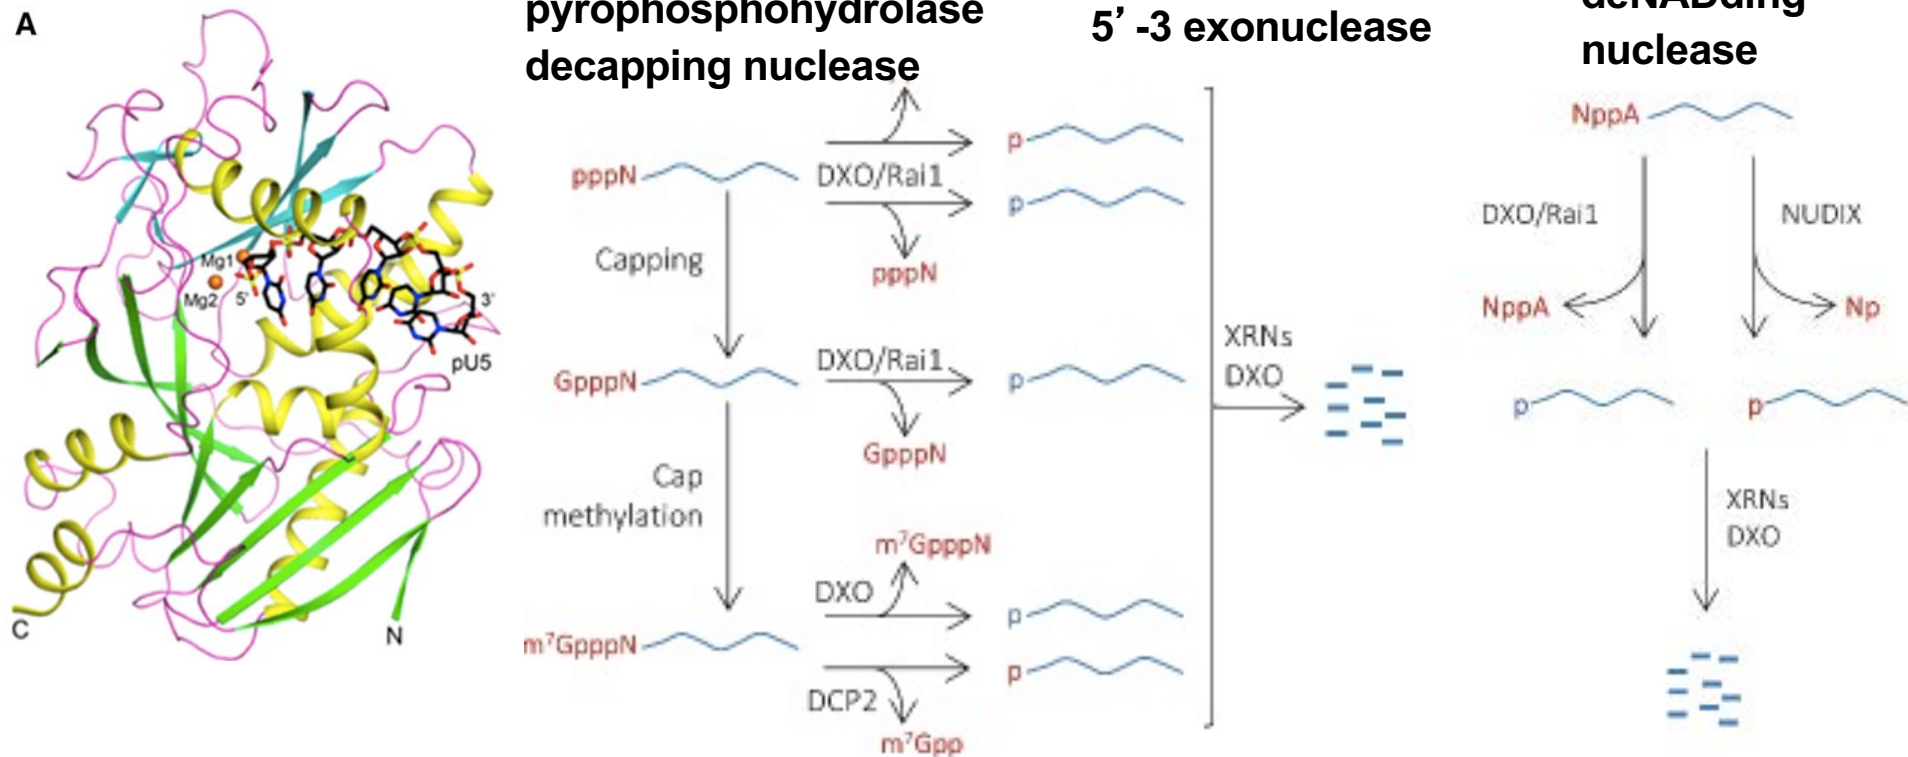 A
Mg1
Mg2
5'
3'
pU5
C
N
pyrophosphohydrolase
decapping nuclease
5’ -3 exonuclease
deNADding
nuclease
pppN
DXO/Rai1
p
p
pppN
Capping
GpppN
DXO/Rai1
p
GpppN
Cap
methylation
m⁷GpppN
DXO
p
m⁷GpppN
DCP2
p
m⁷Gpp
XRNs
DXO
NppA
DXO/Rai1
NUDIX
NppA
Np
p
p
XRNs
DXO